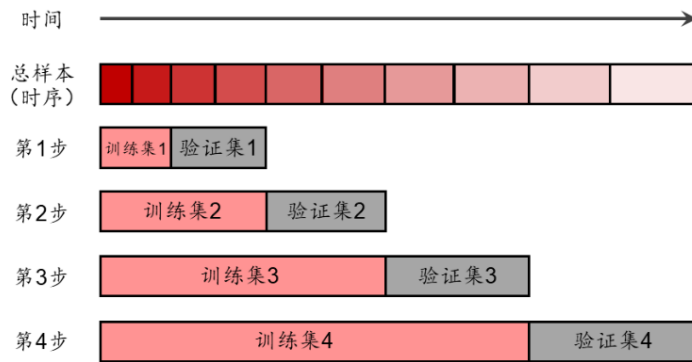 时间
总样本
（时序）
第1步
训练集1 验证集1
第2步
训练集2 验证集2
第3步
训练集3 验证集3
第4步
训练集4 验证集4